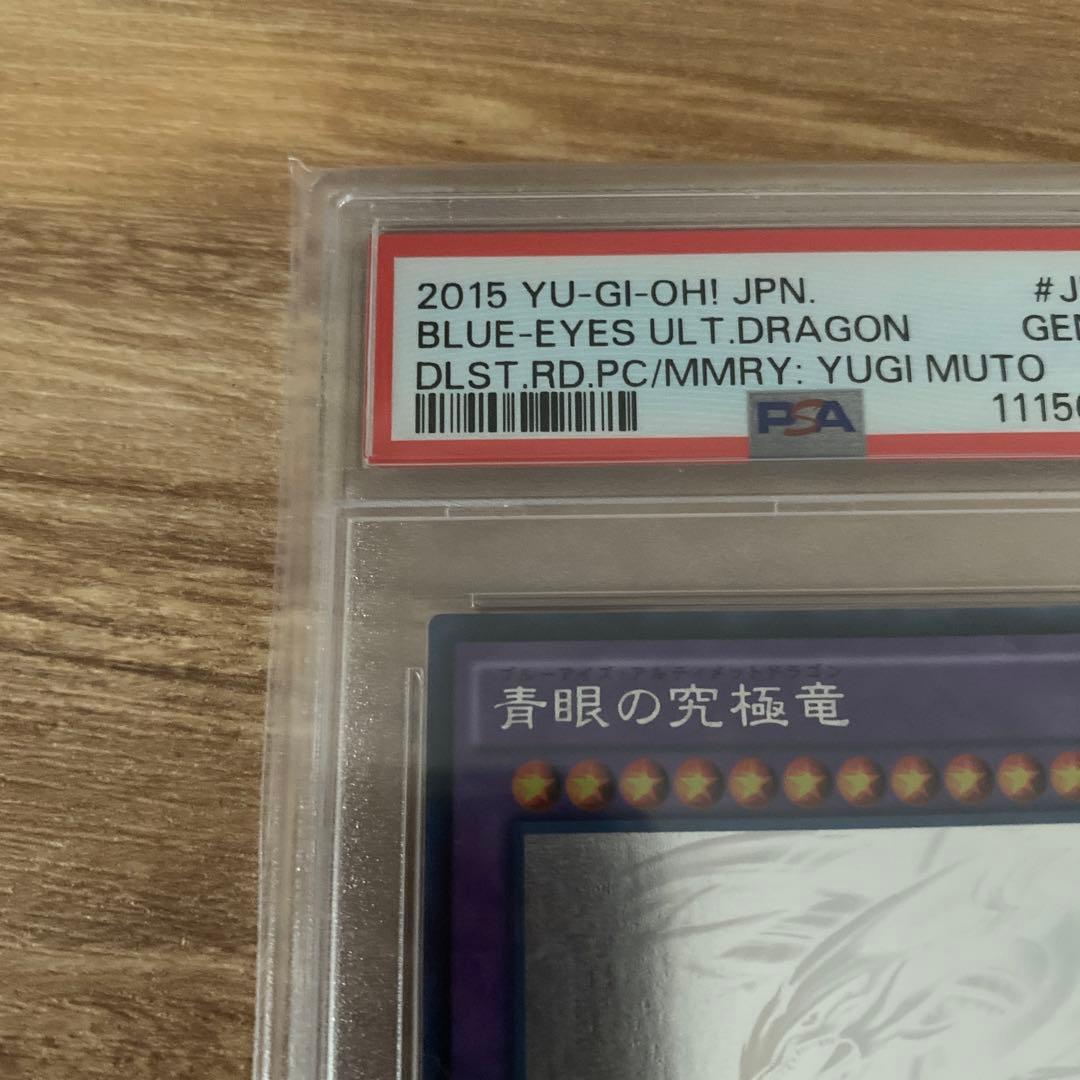 2015 YU-GI-OH! JPN. #J
BLUE-EYES ULT.DRAGON GE
DLST.RD.PC/MMRY: YUGI MUTO
PSA 1115
ブルーアイズ・アルティメットドラゴン
青眼の究極竜